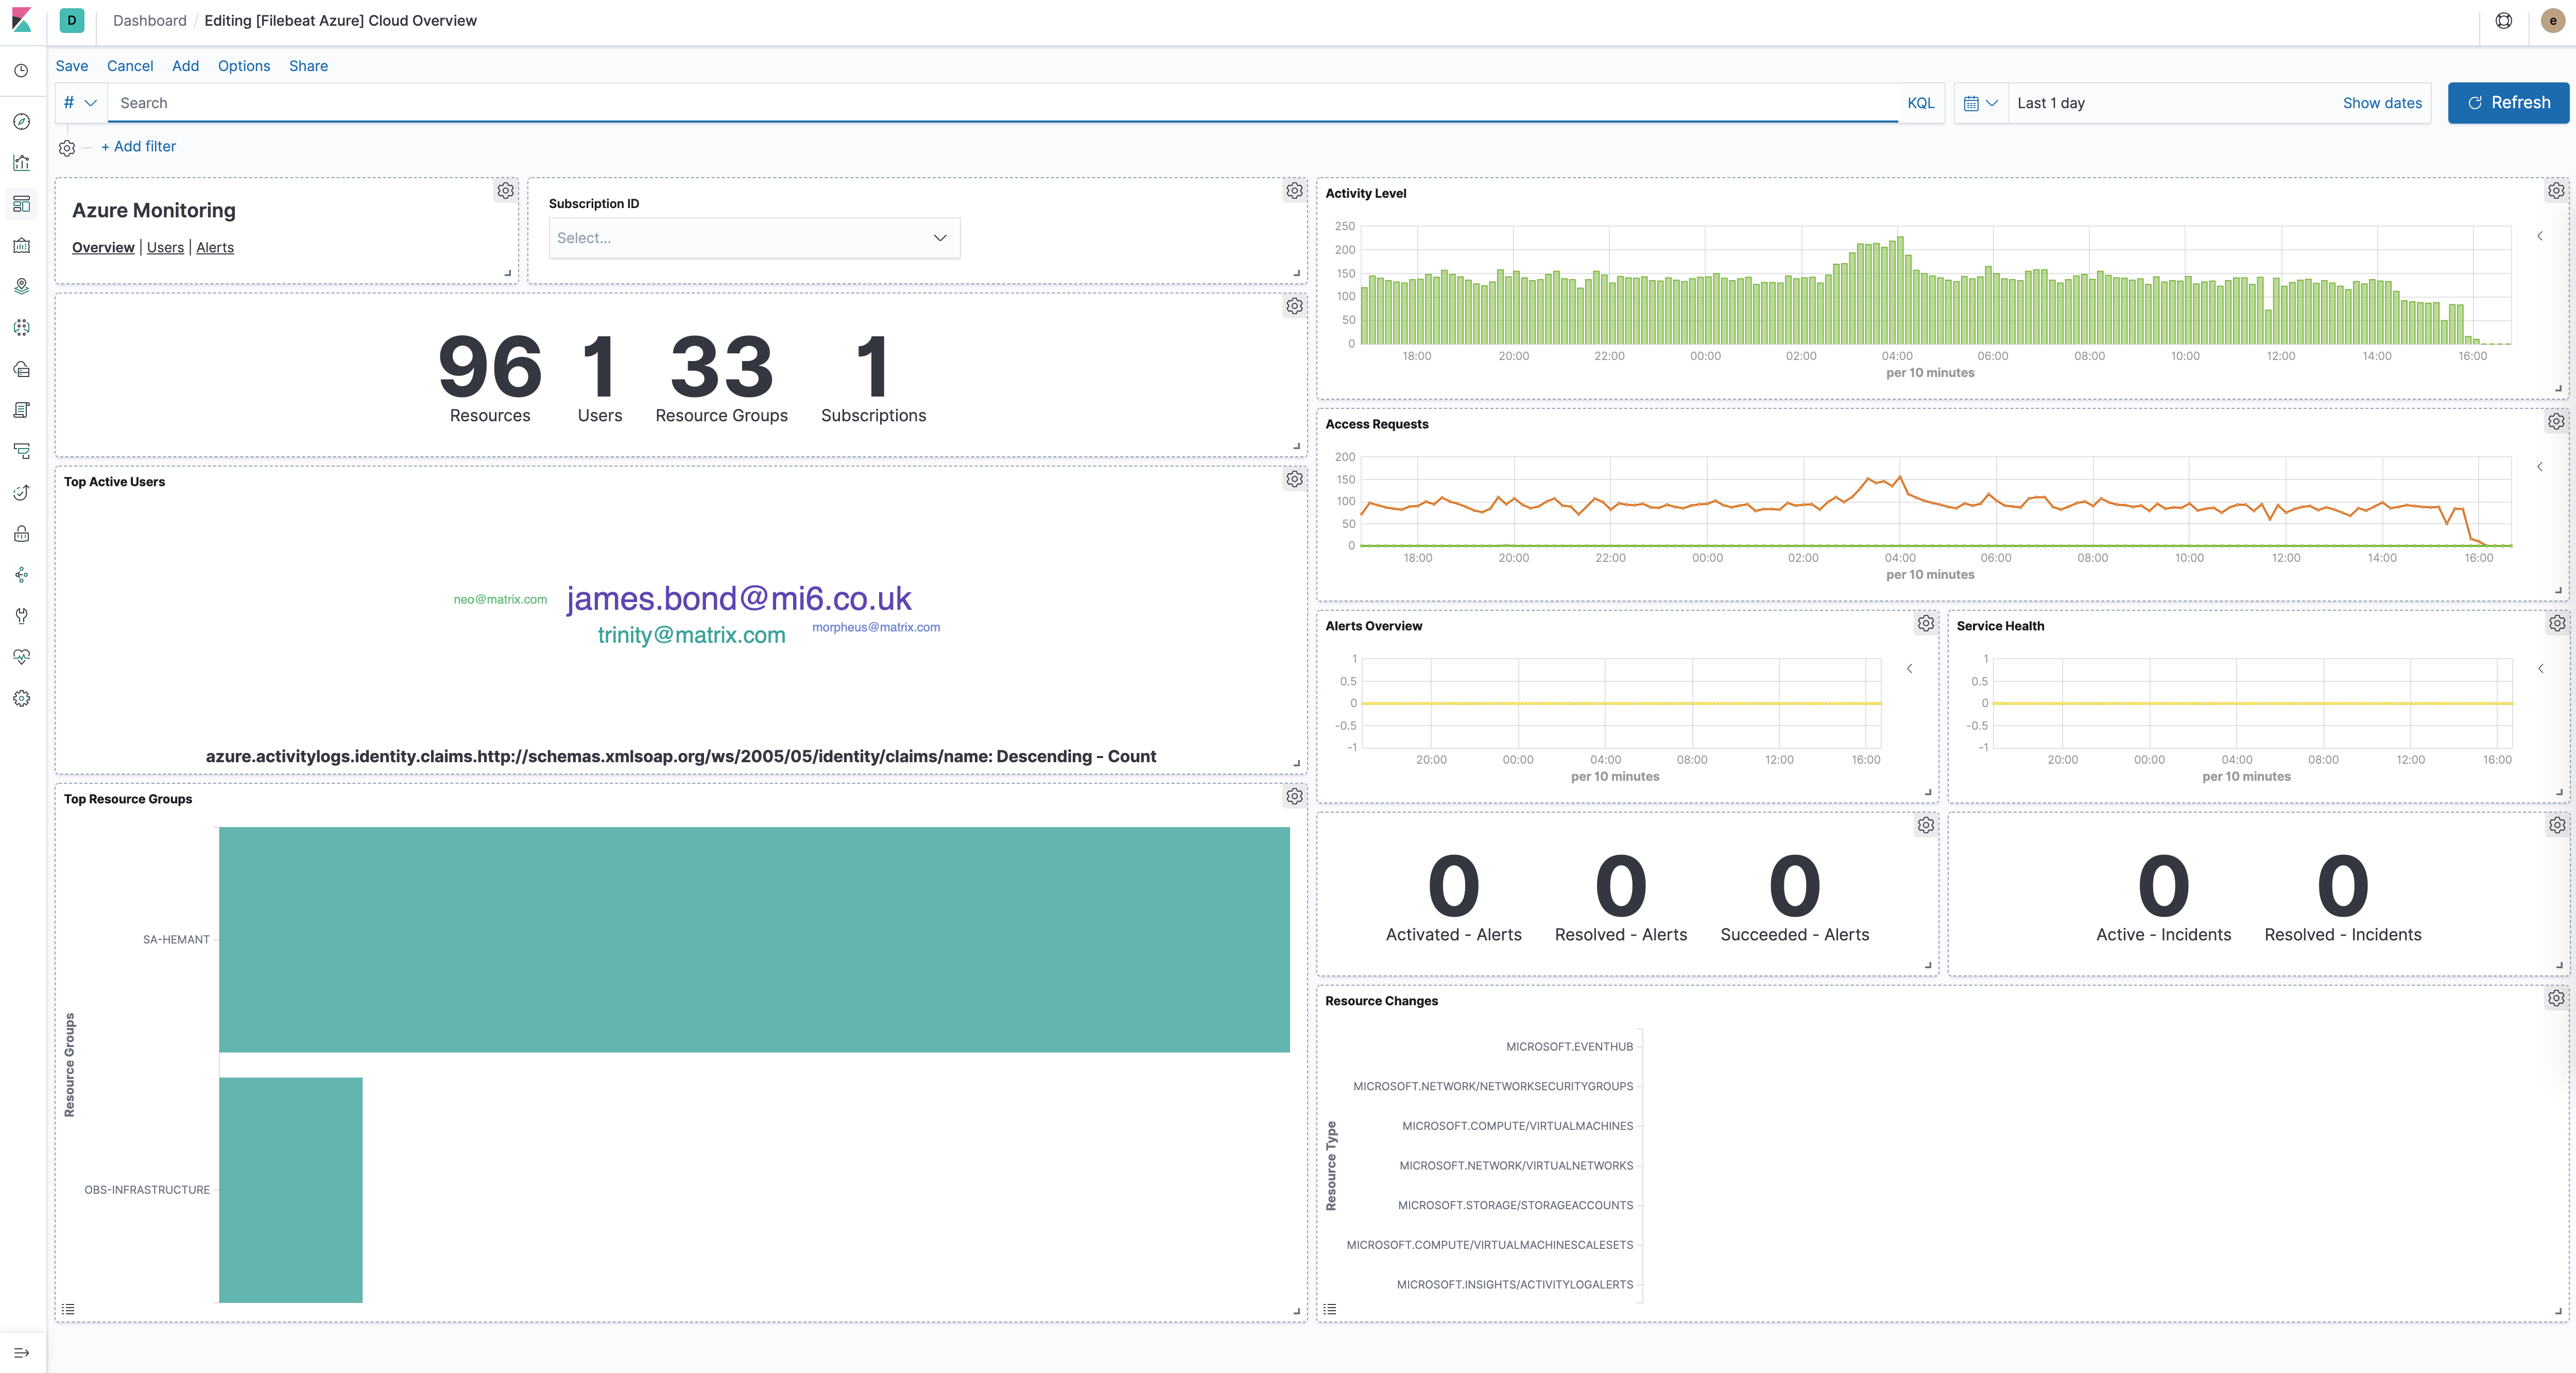 D Dashboard / Editing [Filebeat Azure] Cloud Overview e
Save Cancel Add Options Share
# Search KQL Last 1 day Show dates Refresh
+ Add filter
Azure Monitoring
Overview | Users | Alerts
Subscription ID
Select...
96 1 33 1
Resources Users Resource Groups Subscriptions
Top Active Users
neo@matrix.com james.bond@mi6.co.uk
trinity@matrix.com morpheus@matrix.com
azure.activitylogs.identity.claims.http://schemas.xmlsoap.org/ws/2005/05/identity/claims/name: Descending - Count
Top Resource Groups
Resource Groups
SA-HEMANT
OBS-INFRASTRUCTURE
Activity Level
250
200
150
100
50
0
18:00 20:00 22:00 00:00 02:00 04:00 06:00 08:00 10:00 12:00 14:00 16:00
per 10 minutes
Access Requests
200
150
100
50
0
18:00 20:00 22:00 00:00 02:00 04:00 06:00 08:00 10:00 12:00 14:00 16:00
per 10 minutes
Alerts Overview
1
0.5
0
-0.5
-1
20:00 00:00 04:00 08:00 12:00 16:00
per 10 minutes
Service Health
1
0.5
0
-0.5
-1
20:00 00:00 04:00 08:00 12:00 16:00
per 10 minutes
0 0 0
Activated - Alerts Resolved - Alerts Succeeded - Alerts
0 0
Active - Incidents Resolved - Incidents
Resource Changes
Resource Type
MICROSOFT.EVENTHUB
MICROSOFT.NETWORK/NETWORKSECURITYGROUPS
MICROSOFT.COMPUTE/VIRTUALMACHINES
MICROSOFT.NETWORK/VIRTUALNETWORKS
MICROSOFT.STORAGE/STORAGEACCOUNTS
MICROSOFT.COMPUTE/VIRTUALMACHINESCALESETS
MICROSOFT.INSIGHTS/ACTIVITYLOGALERTS